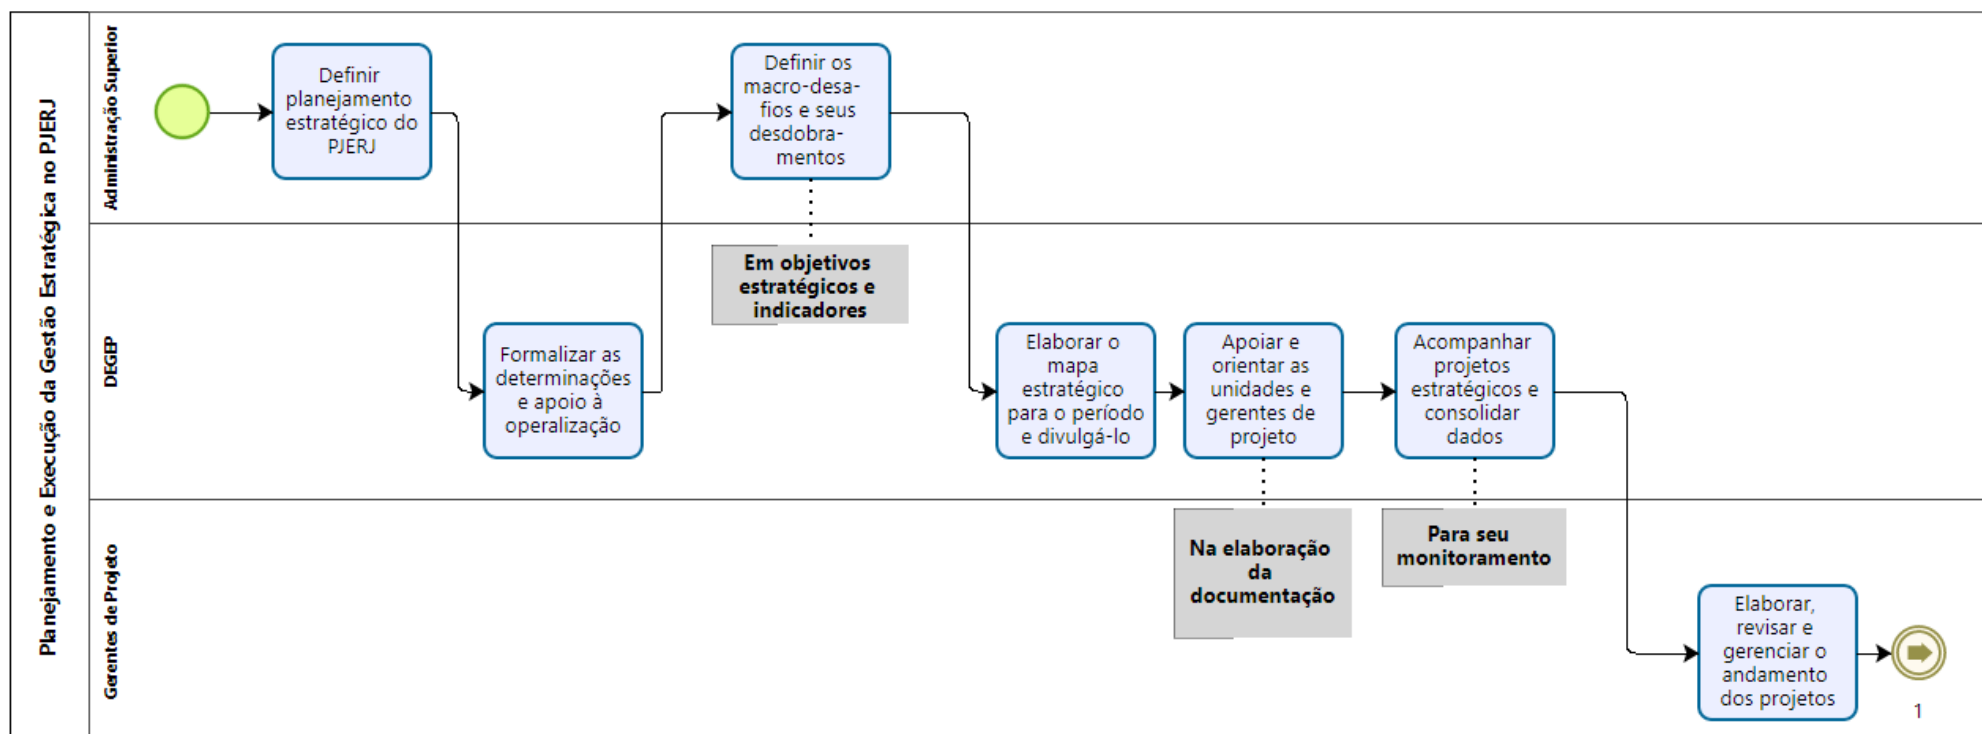 Planejamento e Execução da Gestão Estratégica no PJERJ
Administração Superior
Definir
planejamento
estratégico do
PJERJ
Definir os
macro-desa-
fios e seus
desdobra-
mentos
Em objetivos
estratégicos e
indicadores
DEGEP
Formalizar as
determinações
e apoio à
operalização
Elaborar o
mapa
estratégico
para o período
e divulgá-lo
Apoiar e
orientar as
unidades e
gerentes de
projeto
Acompanhar
projetos
estratégicos e
consolidar
dados
Gerentes de Projeto
Na elaboração
da
documentação
Para seu
monitoramento
Elaborar,
revisar e
gerenciar o
andamento
dos projetos
1